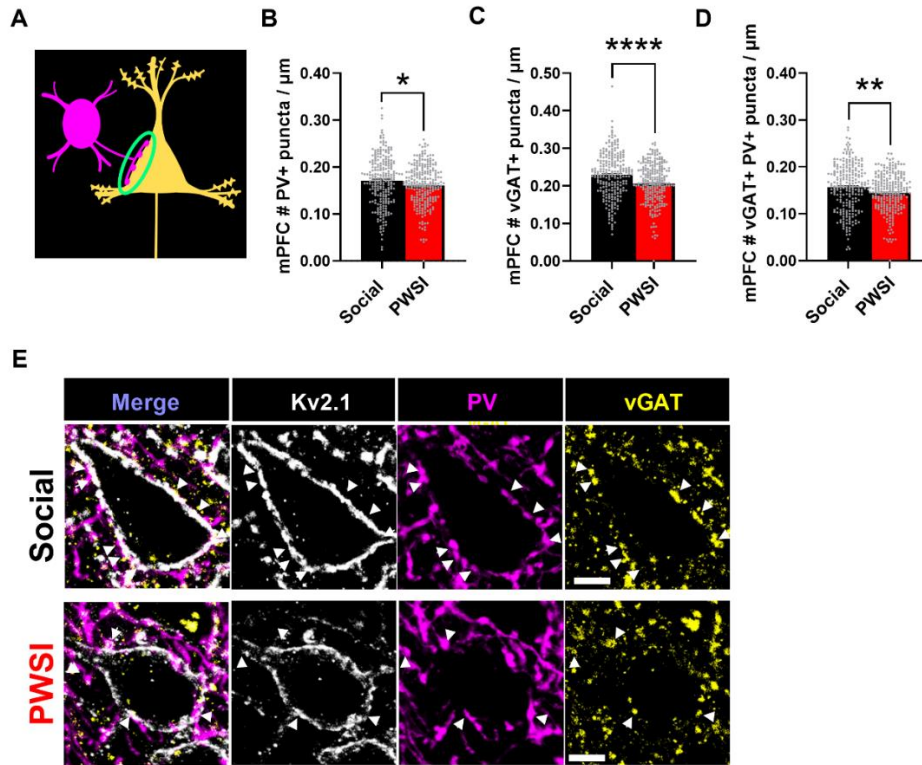 A
B
mPFC # PV+ puncta / µm
0.40
0.30
0.20
0.10
0.00
*
Social
PWSI
C
mPFC # vGAT+ puncta / µm
0.50
0.40
0.30
0.20
0.10
0.00
****
Social
PWSI
D
mPFC # vGAT+ PV+ puncta / µm
0.40
0.30
0.20
0.10
0.00
**
Social
PWSI
E
Merge
Kv2.1
PV
vGAT
Social
PWSI